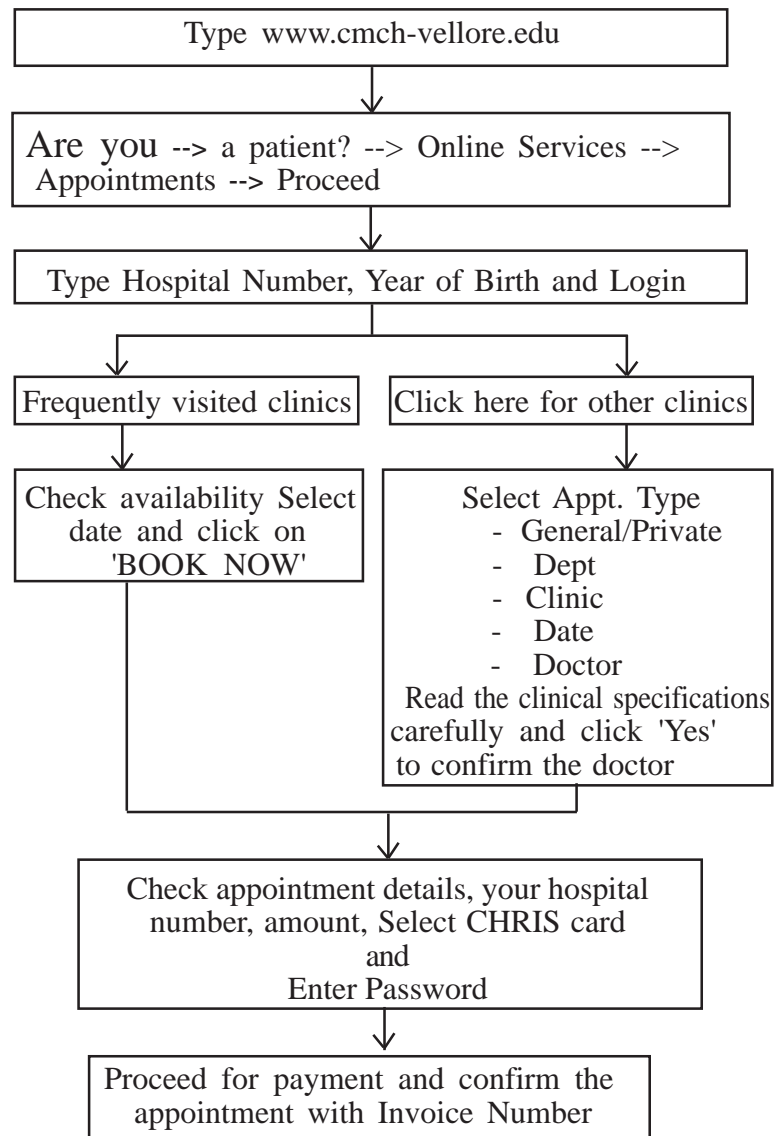 Type www.cmch-vellore.edu
Are you --> a patient? --> Online Services -->
Appointments --> Proceed
Type Hospital Number, Year of Birth and Login
Frequently visited clinics
Check availability Select
date and click on
'BOOK NOW'
Click here for other clinics
Select Appt. Type
- General/Private
- Dept
- Clinic
- Date
- Doctor
Read the clinical specifications
carefully and click 'Yes'
to confirm the doctor
Check appointment details, your hospital
number, amount, Select CHRIS card
and
Enter Password
Proceed for payment and confirm the
appointment with Invoice Number